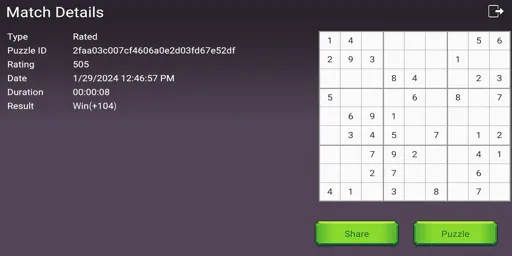 Match Details
Type Rated
Puzzle ID 2faa03c007cf4606a0e2d03fd67e52df
Rating 505
Date 1/29/2024 12:46:57 PM
Duration 00:00:08
Result Win(+104)
1 4 5 6
2 9 3 1
8 4 2 3
5 6 8 7
6 9 1
3 4 5 7 1 2
7 9 2 4 1
2 7 6
4 1 3 8 7
Share Puzzle